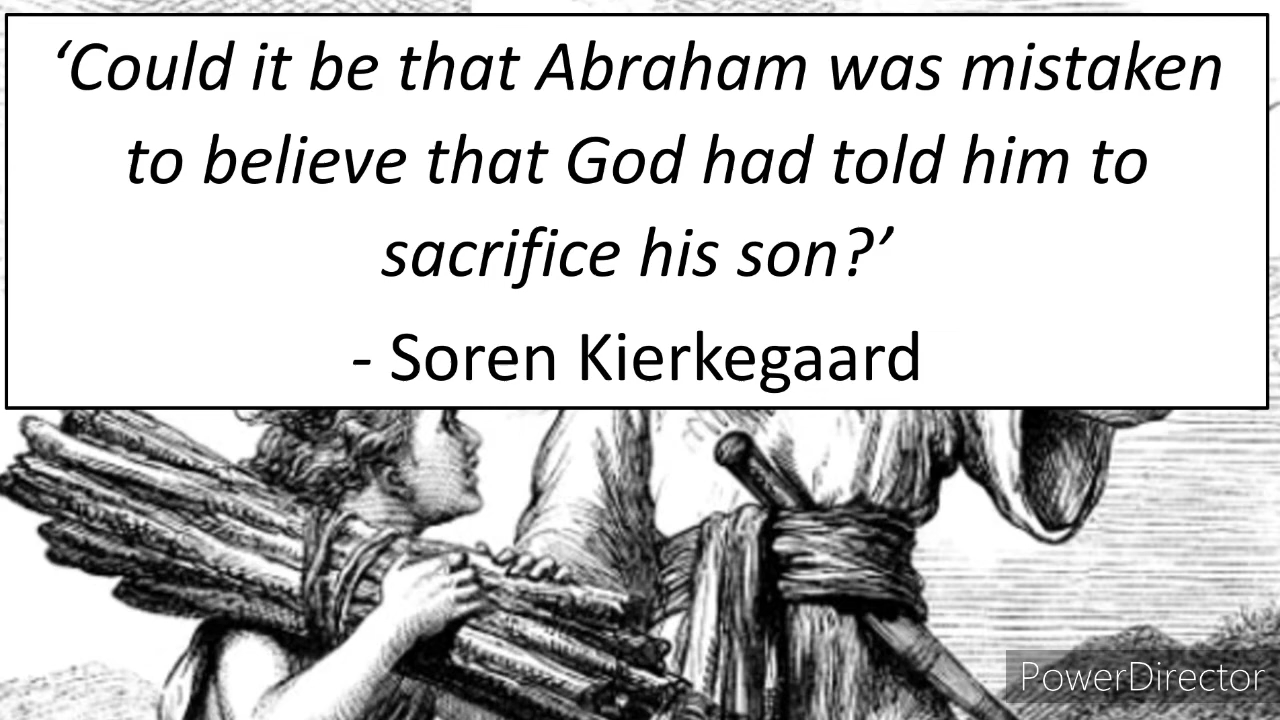 ‘Could it be that Abraham was mistaken
to believe that God had told him to
sacrifice his son?’
- Soren Kierkegaard
PowerDirector